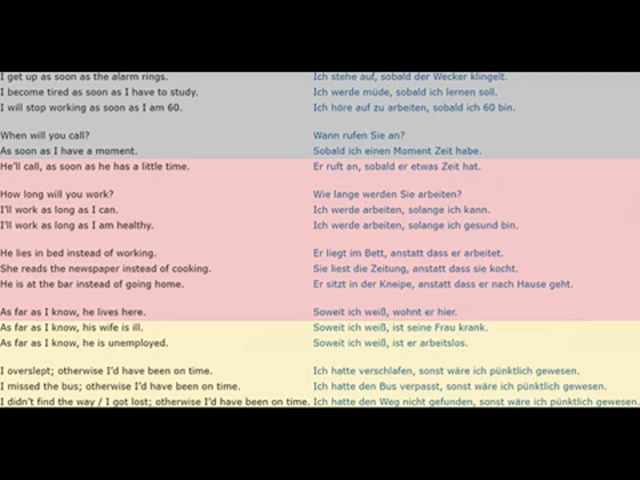 I get up as soon as the alarm rings. Ich stehe auf, sobald der Wecker klingelt.
I become tired as soon as I have to study. Ich werde müde, sobald ich lernen soll.
I will stop working as soon as I am 60. Ich höre auf zu arbeiten, sobald ich 60 bin.
When will you call? Wann rufen Sie an?
As soon as I have a moment. Sobald ich einen Moment Zeit habe.
He'll call, as soon as he has a little time. Er ruft an, sobald er etwas Zeit hat.
How long will you work? Wie lange werden Sie arbeiten?
I'll work as long as I can. Ich werde arbeiten, solange ich kann.
I'll work as long as I am healthy. Ich werde arbeiten, solange ich gesund bin.
He lies in bed instead of working. Er liegt im Bett, anstatt dass er arbeitet.
She reads the newspaper instead of cooking. Sie liest die Zeitung, anstatt dass sie kocht.
He is at the bar instead of going home. Er sitzt in der Kneipe, anstatt dass er nach Hause geht.
As far as I know, he lives here. Soweit ich weiß, wohnt er hier.
As far as I know, his wife is ill. Soweit ich weiß, ist seine Frau krank.
As far as I know, he is unemployed. Soweit ich weiß, ist er arbeitslos.
I overslept; otherwise I'd have been on time. Ich hatte verschlafen, sonst wäre ich pünktlich gewesen.
I missed the bus; otherwise I'd have been on time. Ich hatte den Bus verpasst, sonst wäre ich pünktlich gewesen.
I didn't find the way / I got lost; otherwise I'd have been on time. Ich hatte den Weg nicht gefunden, sonst wäre ich pünktlich gewesen.